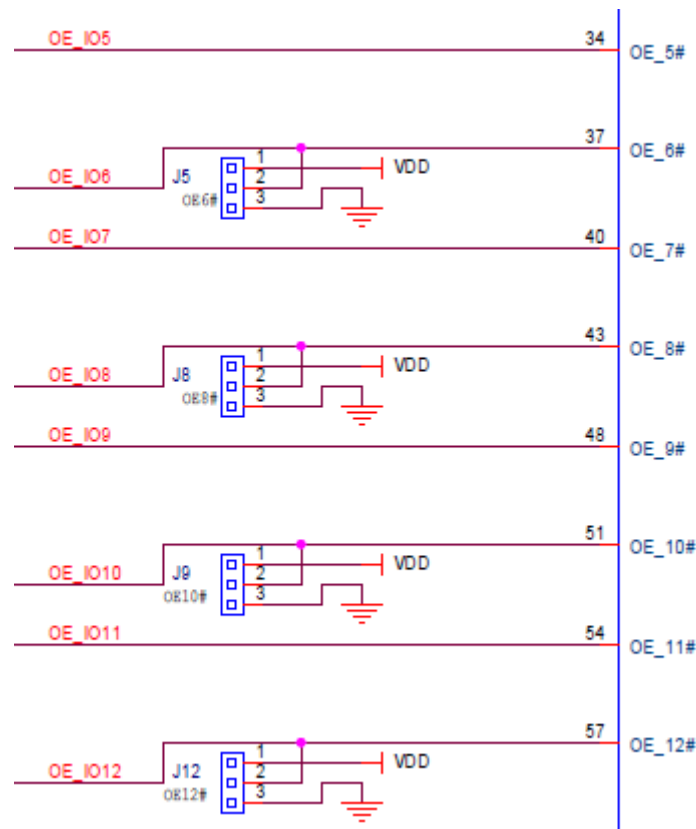 OE_IO5 34 OE_5#
37 OE_6#
1 VDD
OE_IO6 J5 2
OE6# 3
OE_IO7 40 OE_7#
43 OE_8#
1 VDD
OE_IO8 J8 2
OE8# 3
OE_IO9 48 OE_9#
51 OE_10#
1 VDD
OE_IO10 J9 2
OE10# 3
OE_IO11 54 OE_11#
57 OE_12#
1 VDD
OE_IO12 J12 2
OE12# 3